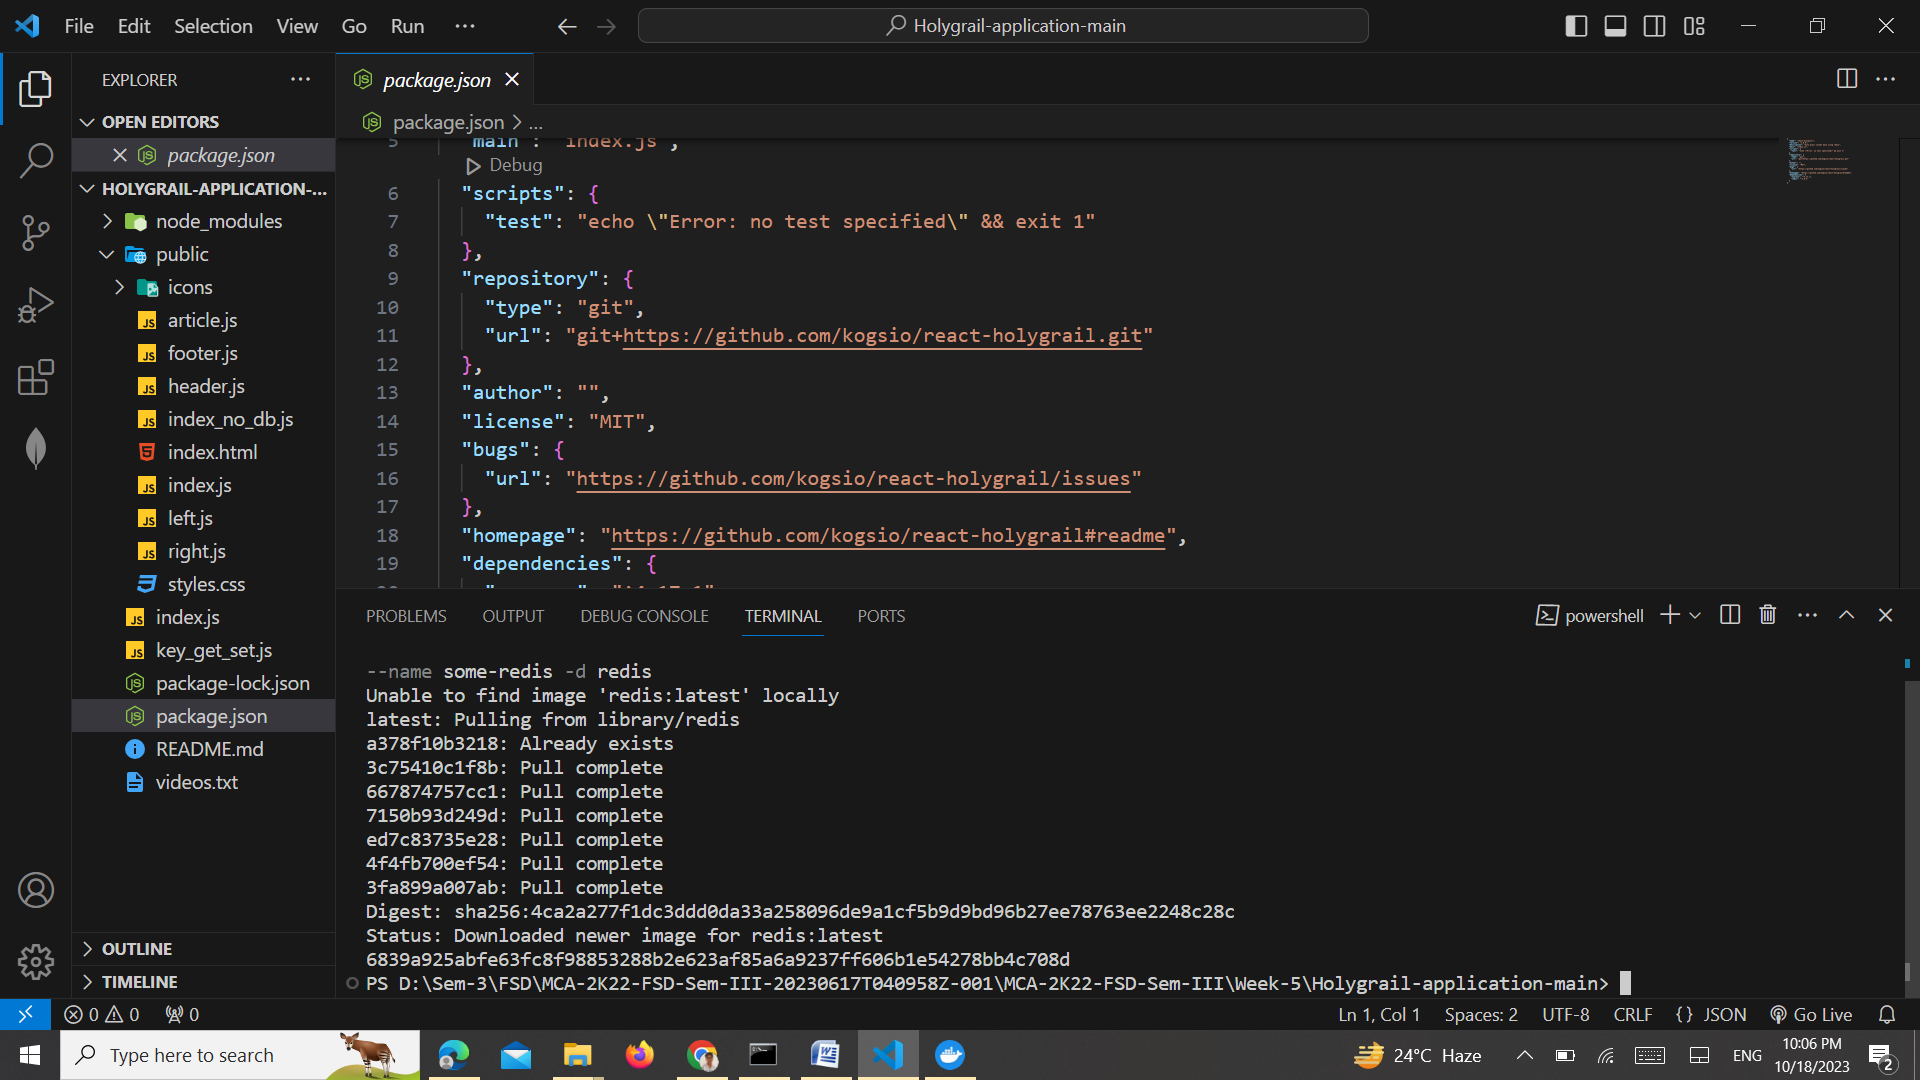 File Edit Selection View Go Run ···
Holygrail-application-main
EXPLORER ···
OPEN EDITORS
package.json
HOLYGRAIL-APPLICATION-...
node_modules
public
icons
article.js
footer.js
header.js
index_no_db.js
index.html
index.js
left.js
right.js
styles.css
index.js
key_get_set.js
package-lock.json
package.json
README.md
videos.txt
OUTLINE
TIMELINE
package.json
package.json > ...
5 "main": "index.js",
Debug
6 "scripts": {
7 "test": "echo \"Error: no test specified\" && exit 1"
8 },
9 "repository": {
10 "type": "git",
11 "url": "git+https://github.com/kogsio/react-holygrail.git"
12 },
13 "author": "",
14 "license": "MIT",
15 "bugs": {
16 "url": "https://github.com/kogsio/react-holygrail/issues"
17 },
18 "homepage": "https://github.com/kogsio/react-holygrail#readme",
19 "dependencies": {
PROBLEMS OUTPUT DEBUG CONSOLE TERMINAL PORTS
powershell
--name some-redis -d redis
Unable to find image 'redis:latest' locally
latest: Pulling from library/redis
a378f10b3218: Already exists
3c75410c1f8b: Pull complete
667874757cc1: Pull complete
7150b93d249d: Pull complete
ed7c83735e28: Pull complete
4f4fb700ef54: Pull complete
3fa899a007ab: Pull complete
Digest: sha256:4ca2a277f1dc3ddd0da33a258096de9a1cf5b9d9bd96b27ee78763ee2248c28c
Status: Downloaded newer image for redis:latest
6839a925abfe63fc8f98853288b2e623af85a6a9237ff606b1e54278bb4c708d
PS D:\Sem-3\FSD\MCA-2K22-FSD-Sem-III-20230617T040958Z-001\MCA-2K22-FSD-Sem-III\Week-5\Holygrail-application-main>
0 0 0
Ln 1, Col 1 Spaces: 2 UTF-8 CRLF {} JSON Go Live
Type here to search
24°C Haze
ENG
10:06 PM
10/18/2023
2